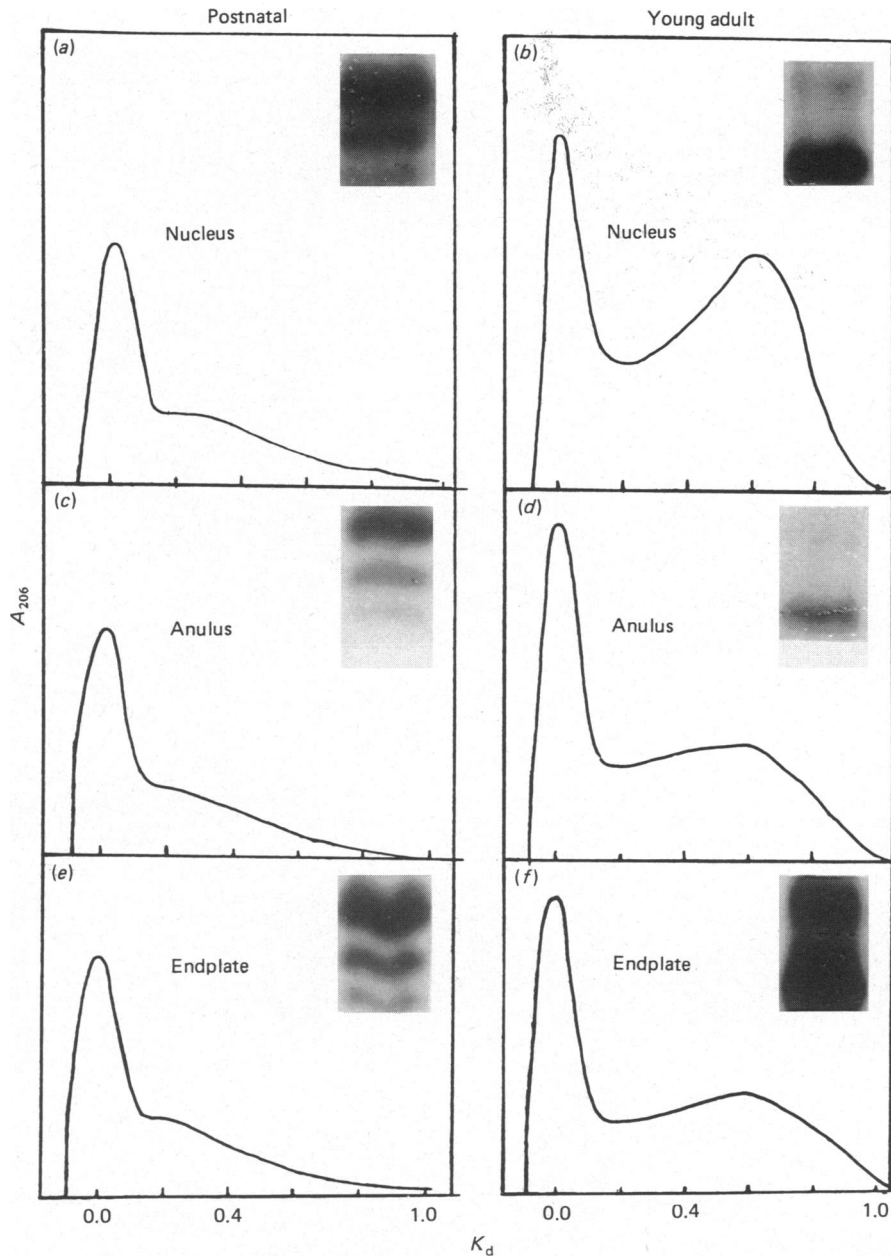 Postnatal
Young adult
(a)
Nucleus
(b)
Nucleus
(c)
Anulus
(d)
Anulus
(e)
Endplate
(f)
Endplate
A206
0.0 0.4 1.0
0.0 0.4 1.0
Kd